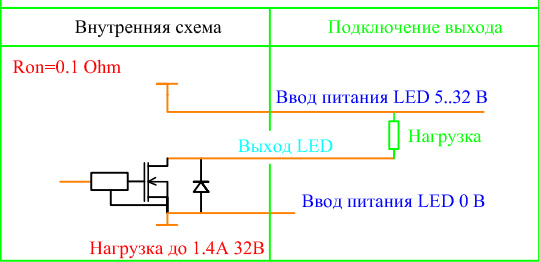 Внутренняя схема
Подключение выхода
Ron=0.1 Ohm
Ввод питания LED 5..32 В
Выход LED
Нагрузка
Ввод питания LED 0 В
Нагрузка до 1.4А 32В